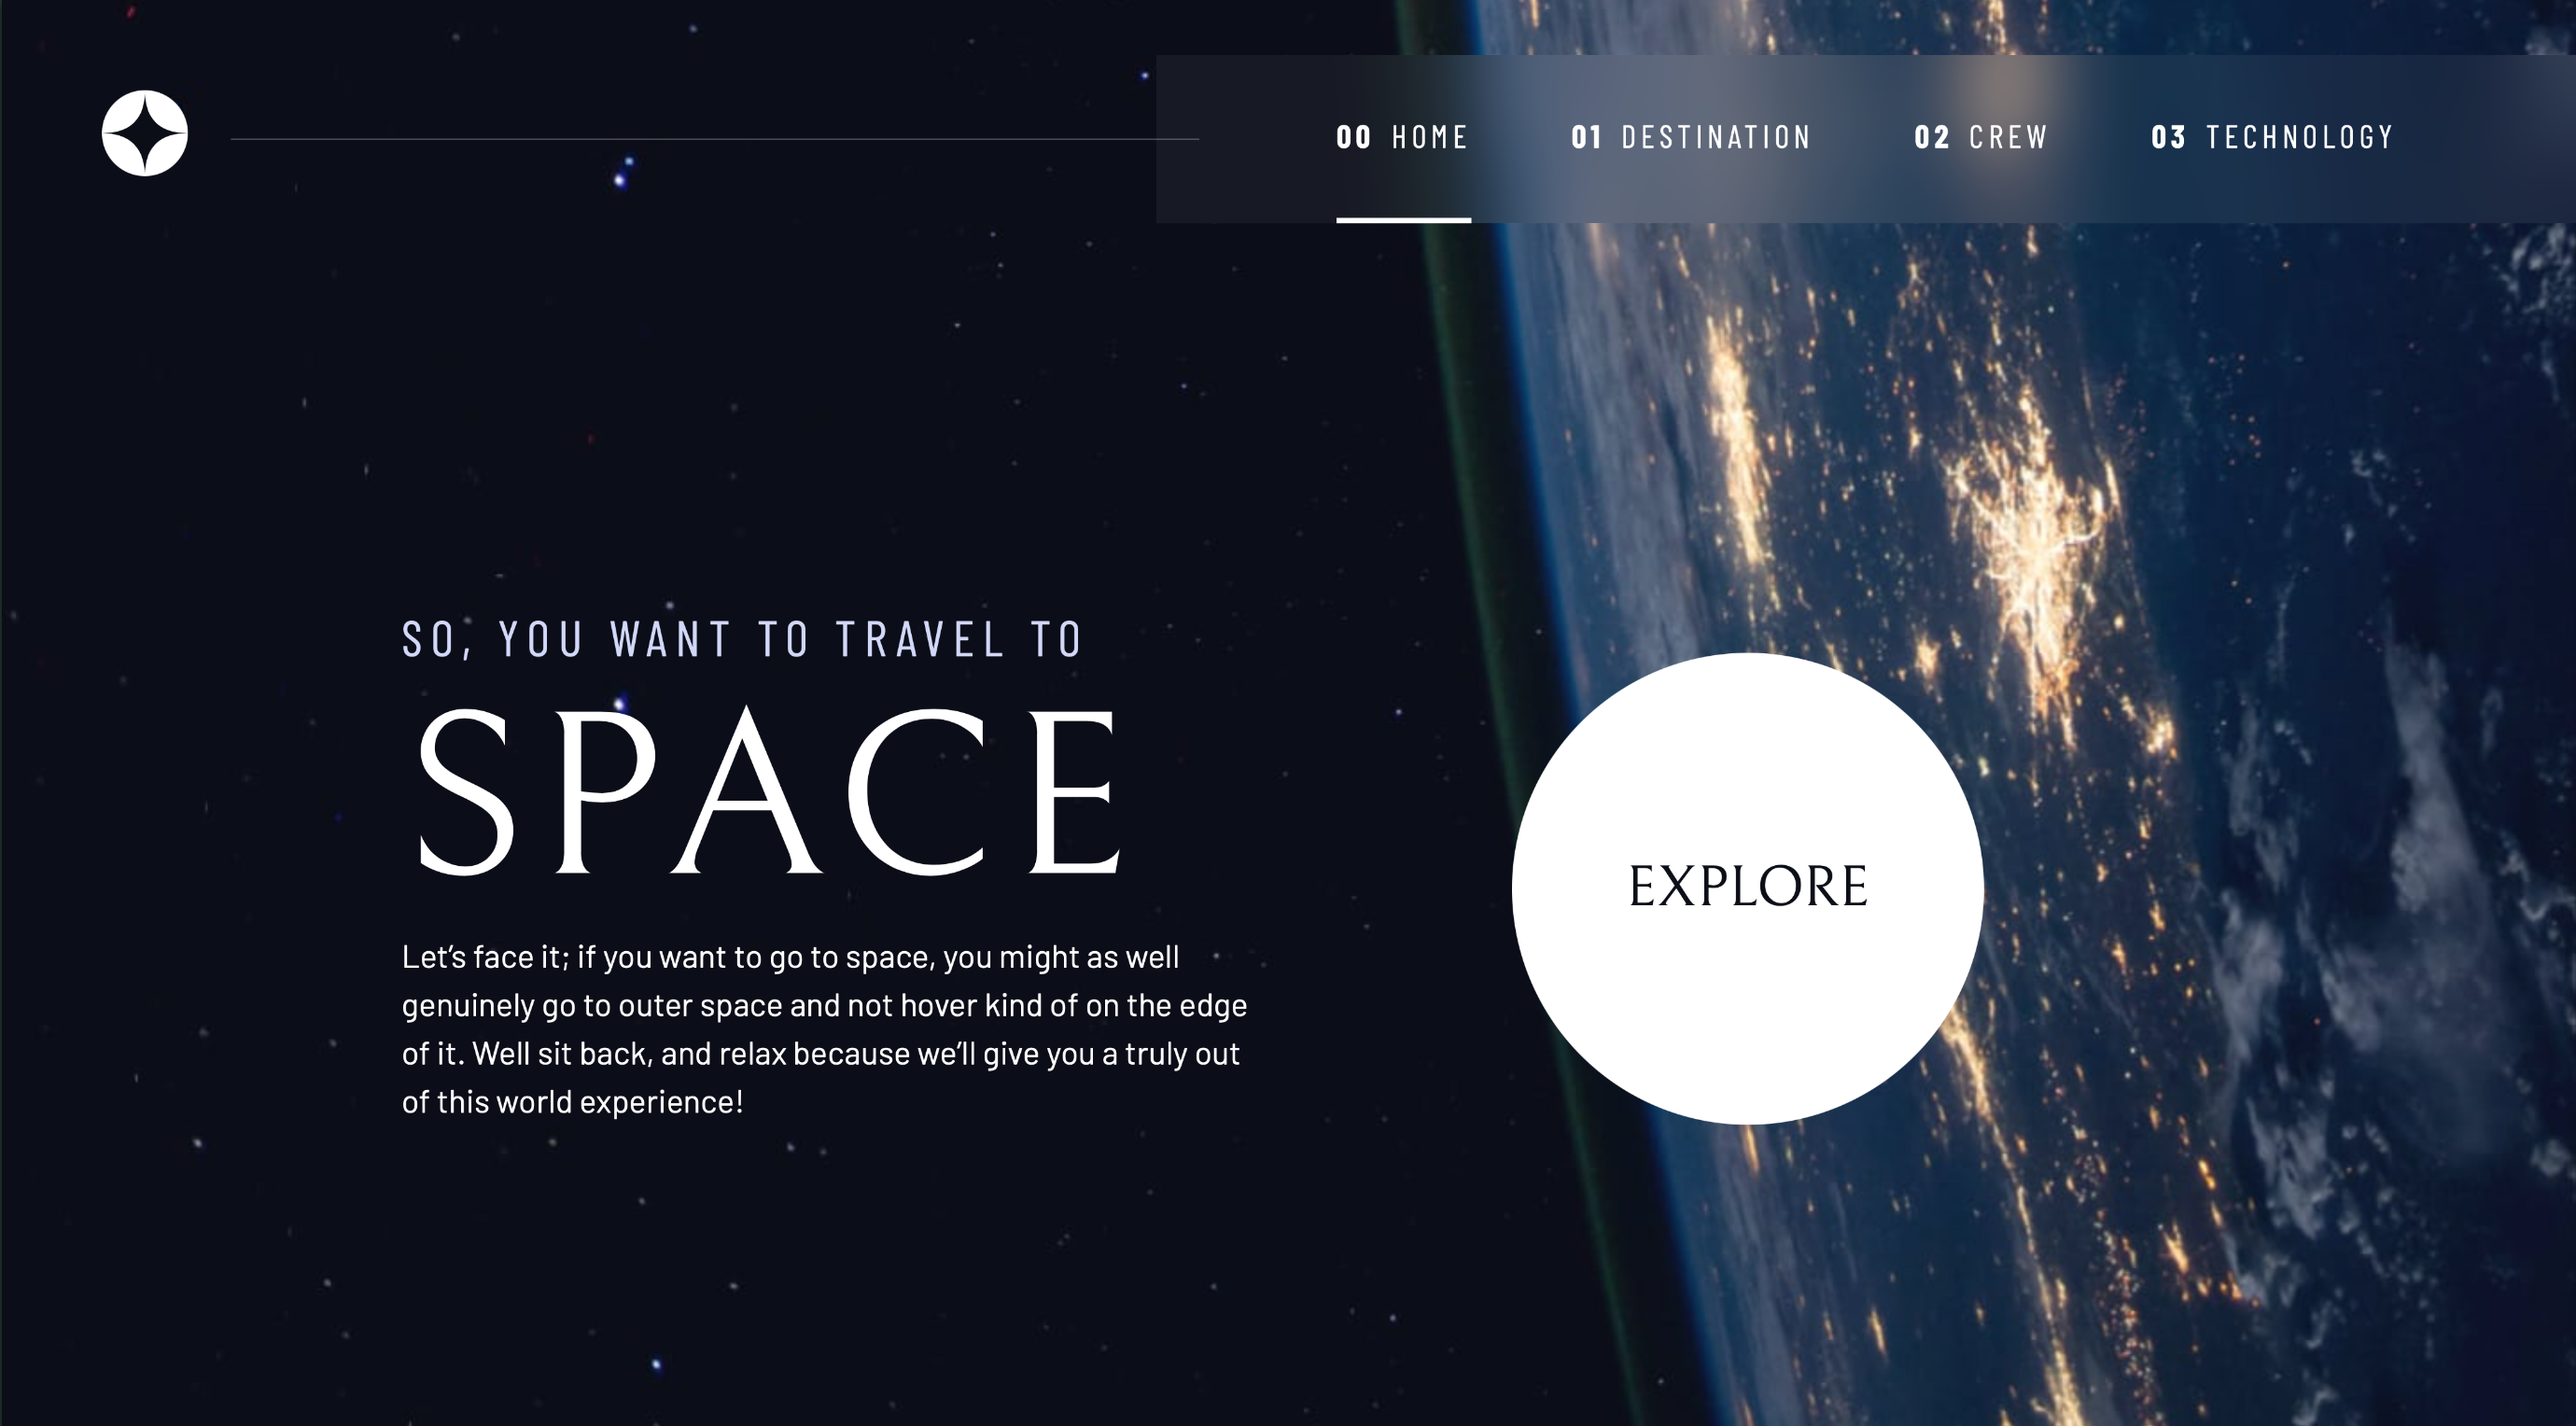 00 HOME 01 DESTINATION 02 CREW 03 TECHNOLOGY
SO, YOU WANT TO TRAVEL TO
SPACE
Let’s face it; if you want to go to space, you might as well
genuinely go to outer space and not hover kind of on the edge
of it. Well sit back, and relax because we’ll give you a truly out
of this world experience!
EXPLORE